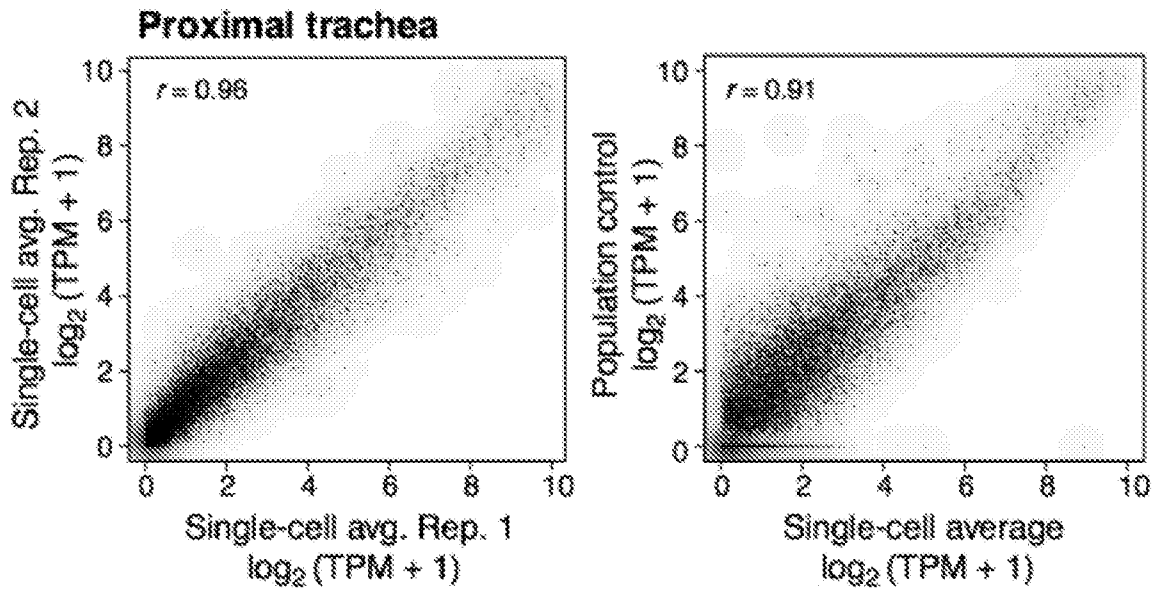 Proximal trachea
r = 0.96
Single-cell avg. Rep. 2
log2 (TPM + 1)
10
8
6
4
2
0
0 2 4 6 8 10
Single-cell avg. Rep. 1
log2 (TPM + 1)
r = 0.91
Population control
log2 (TPM + 1)
10
8
6
4
2
0
0 2 4 6 8 10
Single-cell average
log2 (TPM + 1)